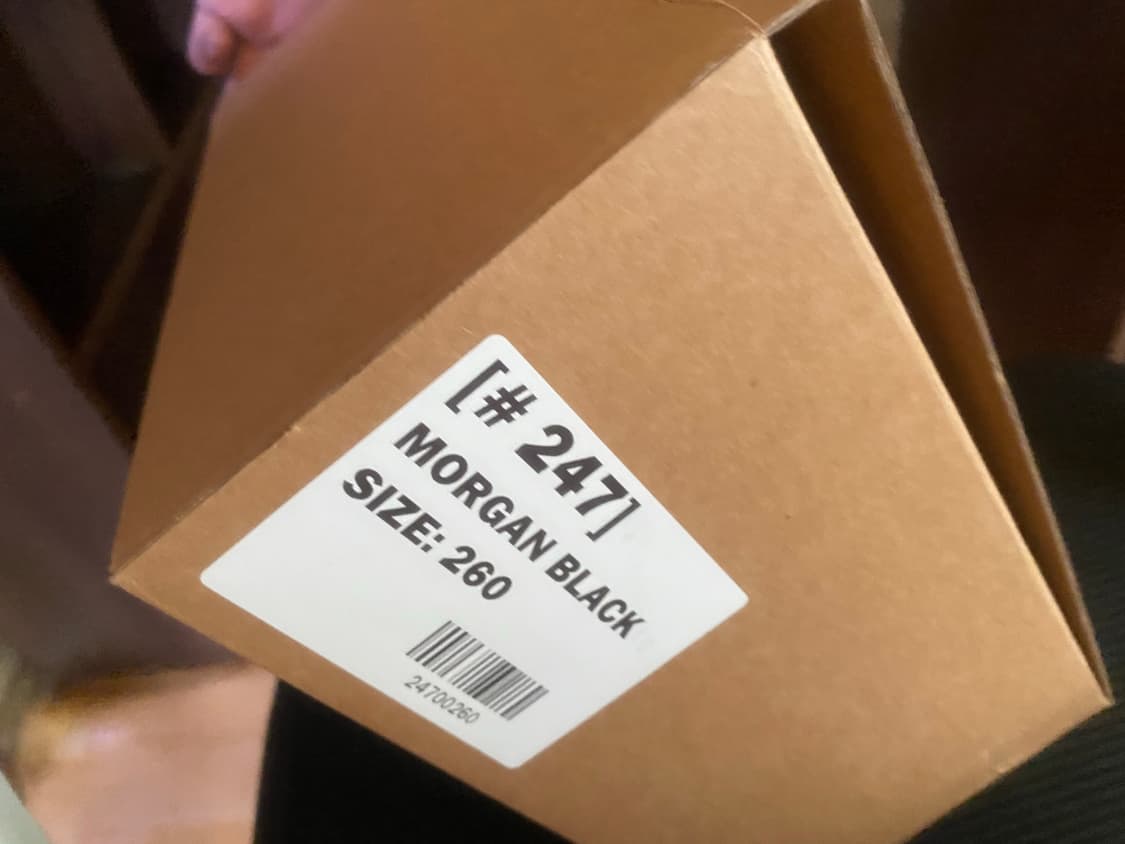 [# 247]
MORGAN BLACK
SIZE: 260
24700260